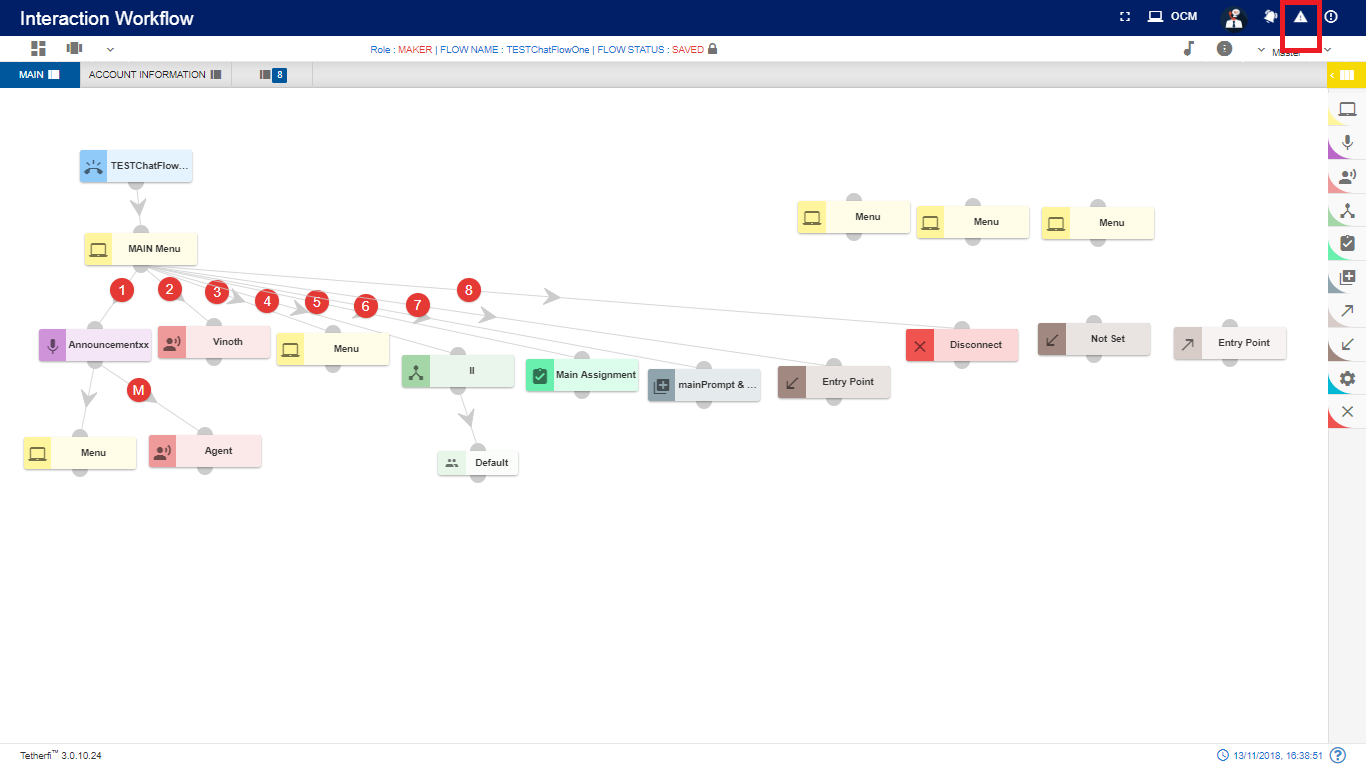 Interaction Workflow
OCM
Role : MAKER | FLOW NAME : TESTChatFlowOne | FLOW STATUS : SAVED
Master
MAIN
ACCOUNT INFORMATION
8
TESTChatFlow...
Menu
Menu
Menu
MAIN Menu
1
2
3
4
5
6
7
8
Announcementxx
Vinoth
Menu
II
Main Assignment
mainPrompt & ...
Entry Point
Disconnect
Not Set
Entry Point
M
Menu
Agent
Default
Tetherfi™ 3.0.10.24
13/11/2018, 16:38:51